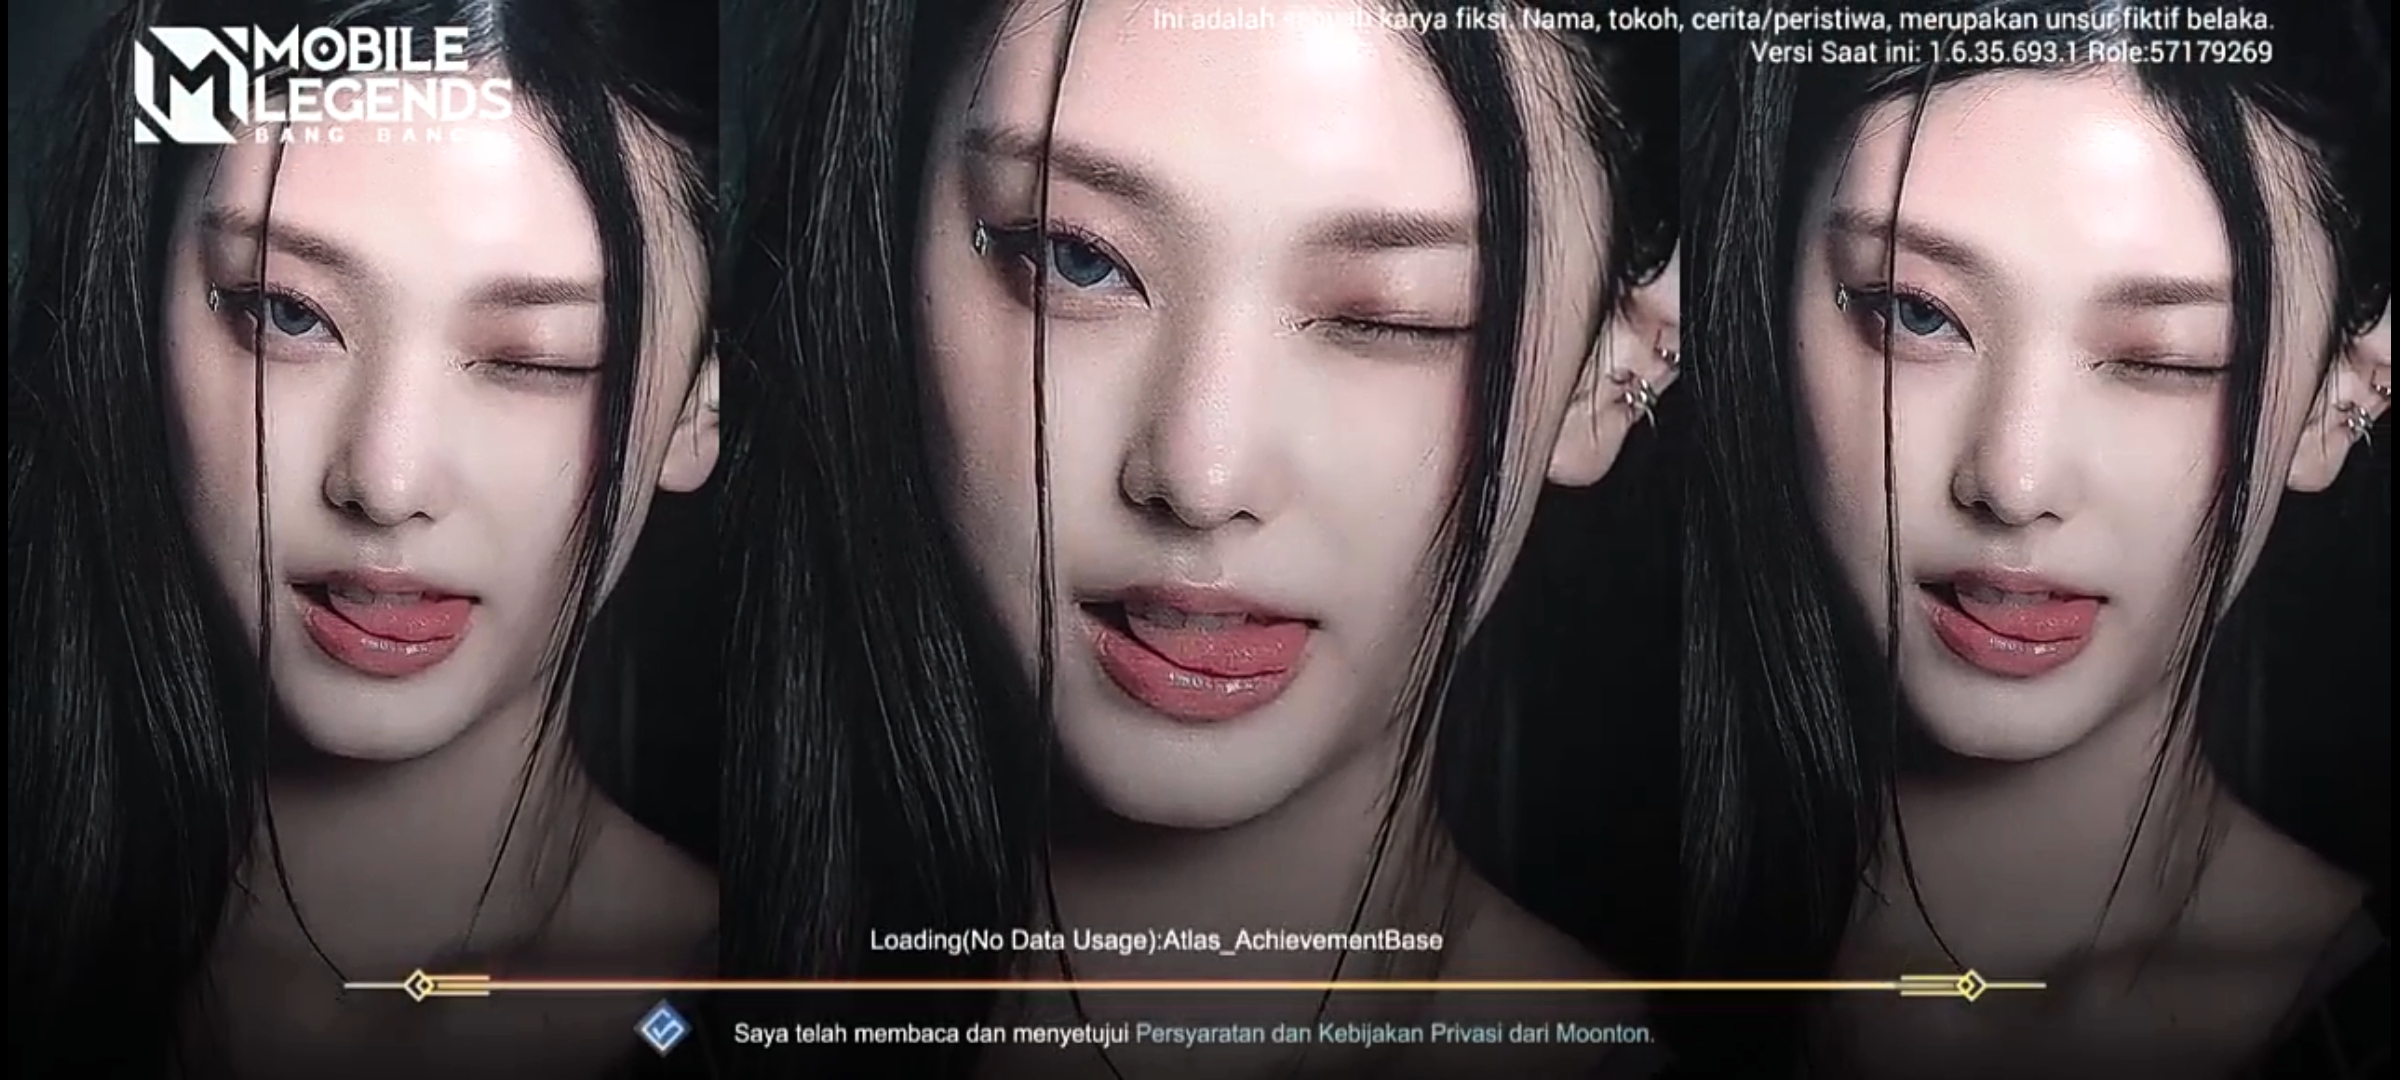 MOBILE
LEGENDS
BANG BANG
Ini adalah sebuah karya fiksi. Nama, tokoh, cerita/peristiwa, merupakan unsur fiktif belaka.
Versi Saat ini: 1.6.35.693.1 Role:57179269
Loading(No Data Usage):Atlas_AchievementBase
Saya telah membaca dan menyetujui Persyaratan dan Kebijakan Privasi dari Moonton.